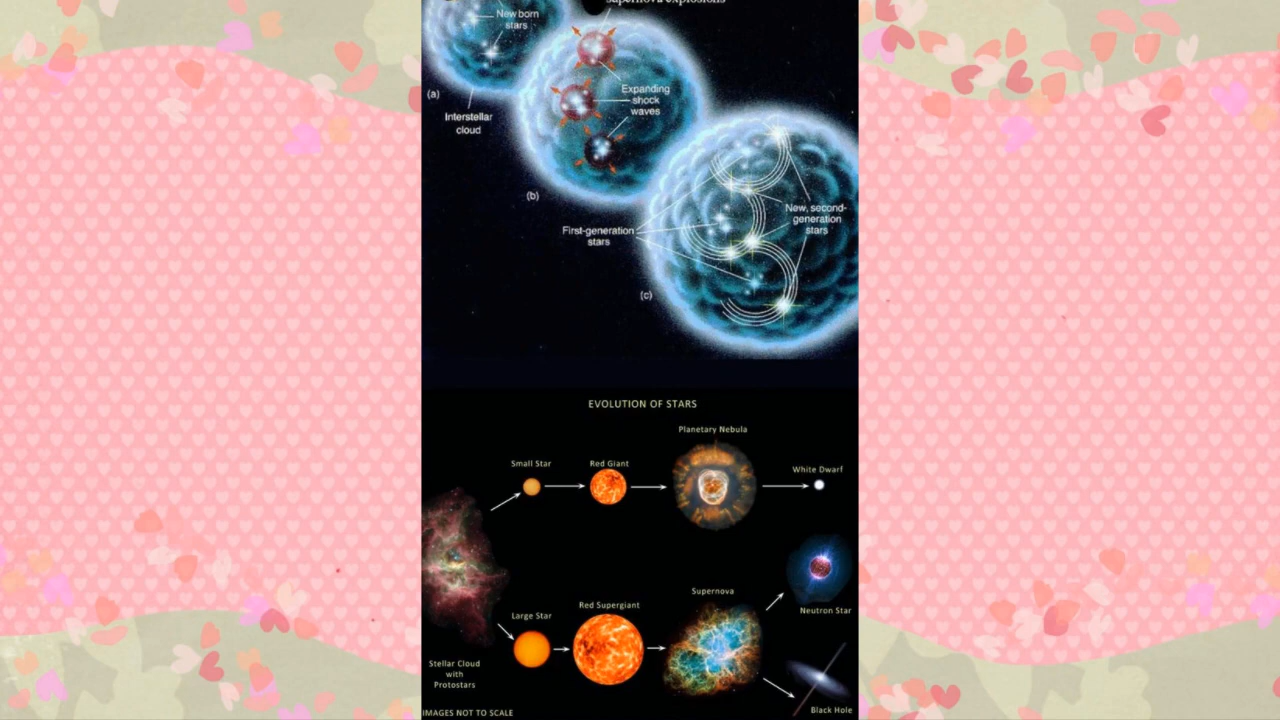 supernova explosions
New born
stars
(a)
Interstellar
cloud
Expanding
shock
waves
(b)
First-generation
stars
New, second-
generation
stars
(c)
EVOLUTION OF STARS
Planetary Nebula
Small Star
Red Giant
White Dwarf
Neutron Star
Supernova
Red Supergiant
Large Star
Stellar Cloud
with
Protostars
Black Hole
IMAGES NOT TO SCALE